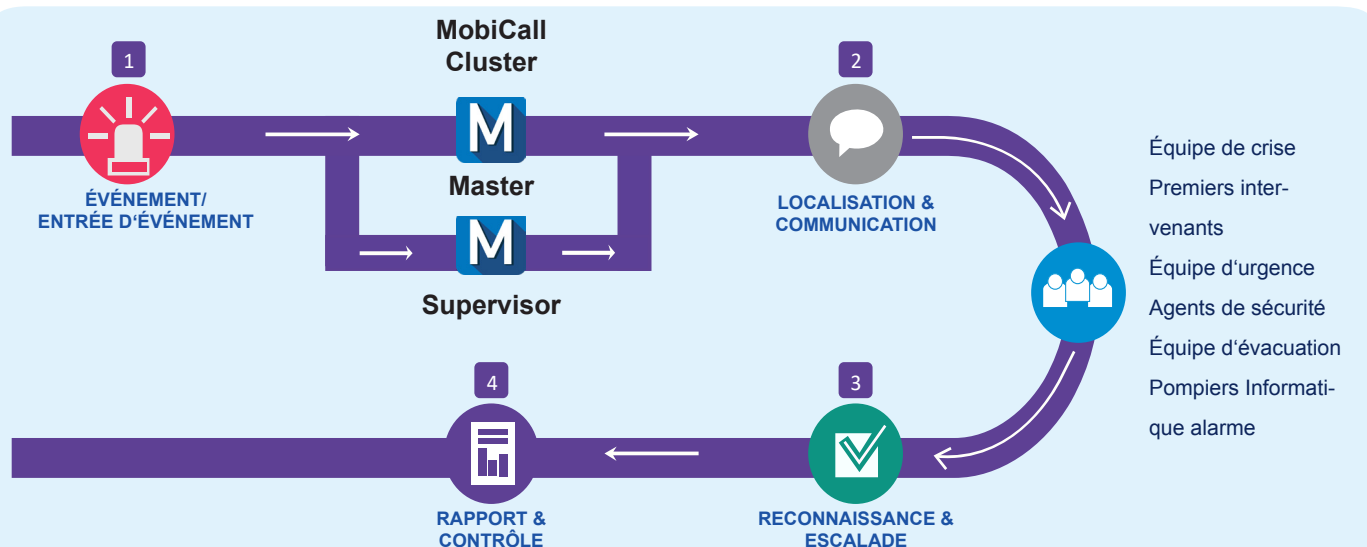 MobiCall
Cluster
1
M
Master
M
Supervisor
ÉVÉNEMENT/
ENTRÉE D‘ÉVÉNEMENT
2
LOCALISATION &
COMMUNICATION
Équipe de crise
Premiers inter-
venants
Équipe d‘urgence
Agents de sécurité
Équipe d‘évacuation
Pompiers Informati-
que alarme
3
RECONNAISSANCE &
ESCALADE
4
RAPPORT &
CONTRÔLE